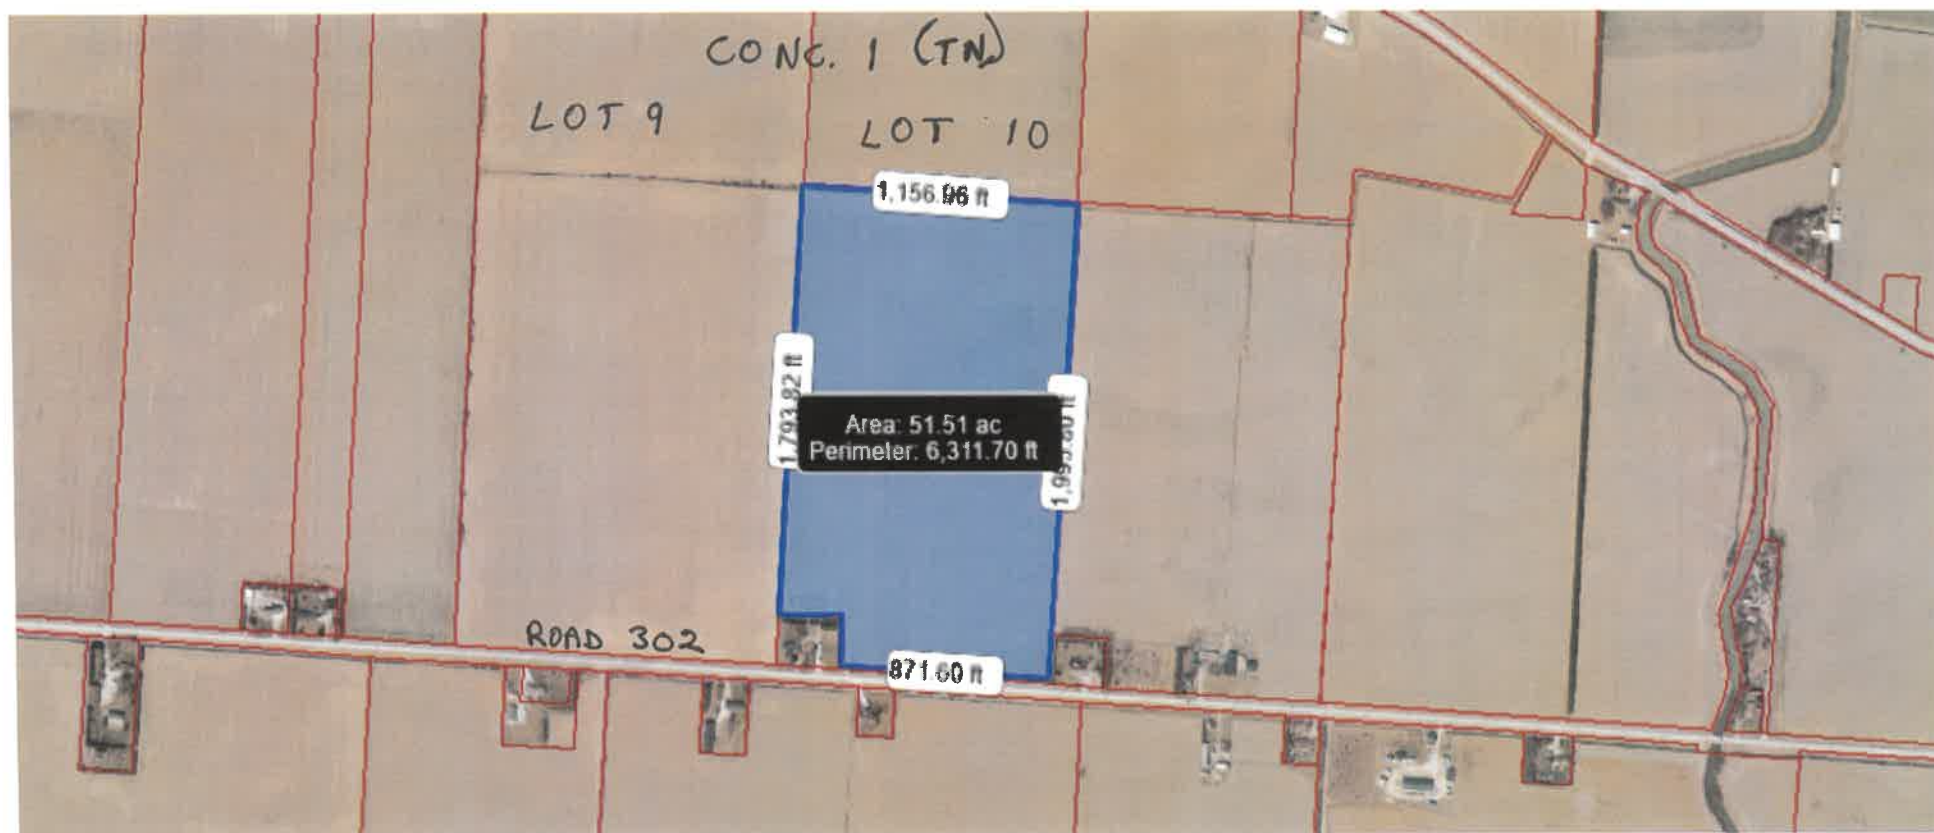 CONC. 1 (TN)
LOT 9
LOT 10
1,156.96 ft
1,793.82 ft
Area: 51.51 ac
Perimeter: 6,311.70 ft
ROAD 302
871.60 ft